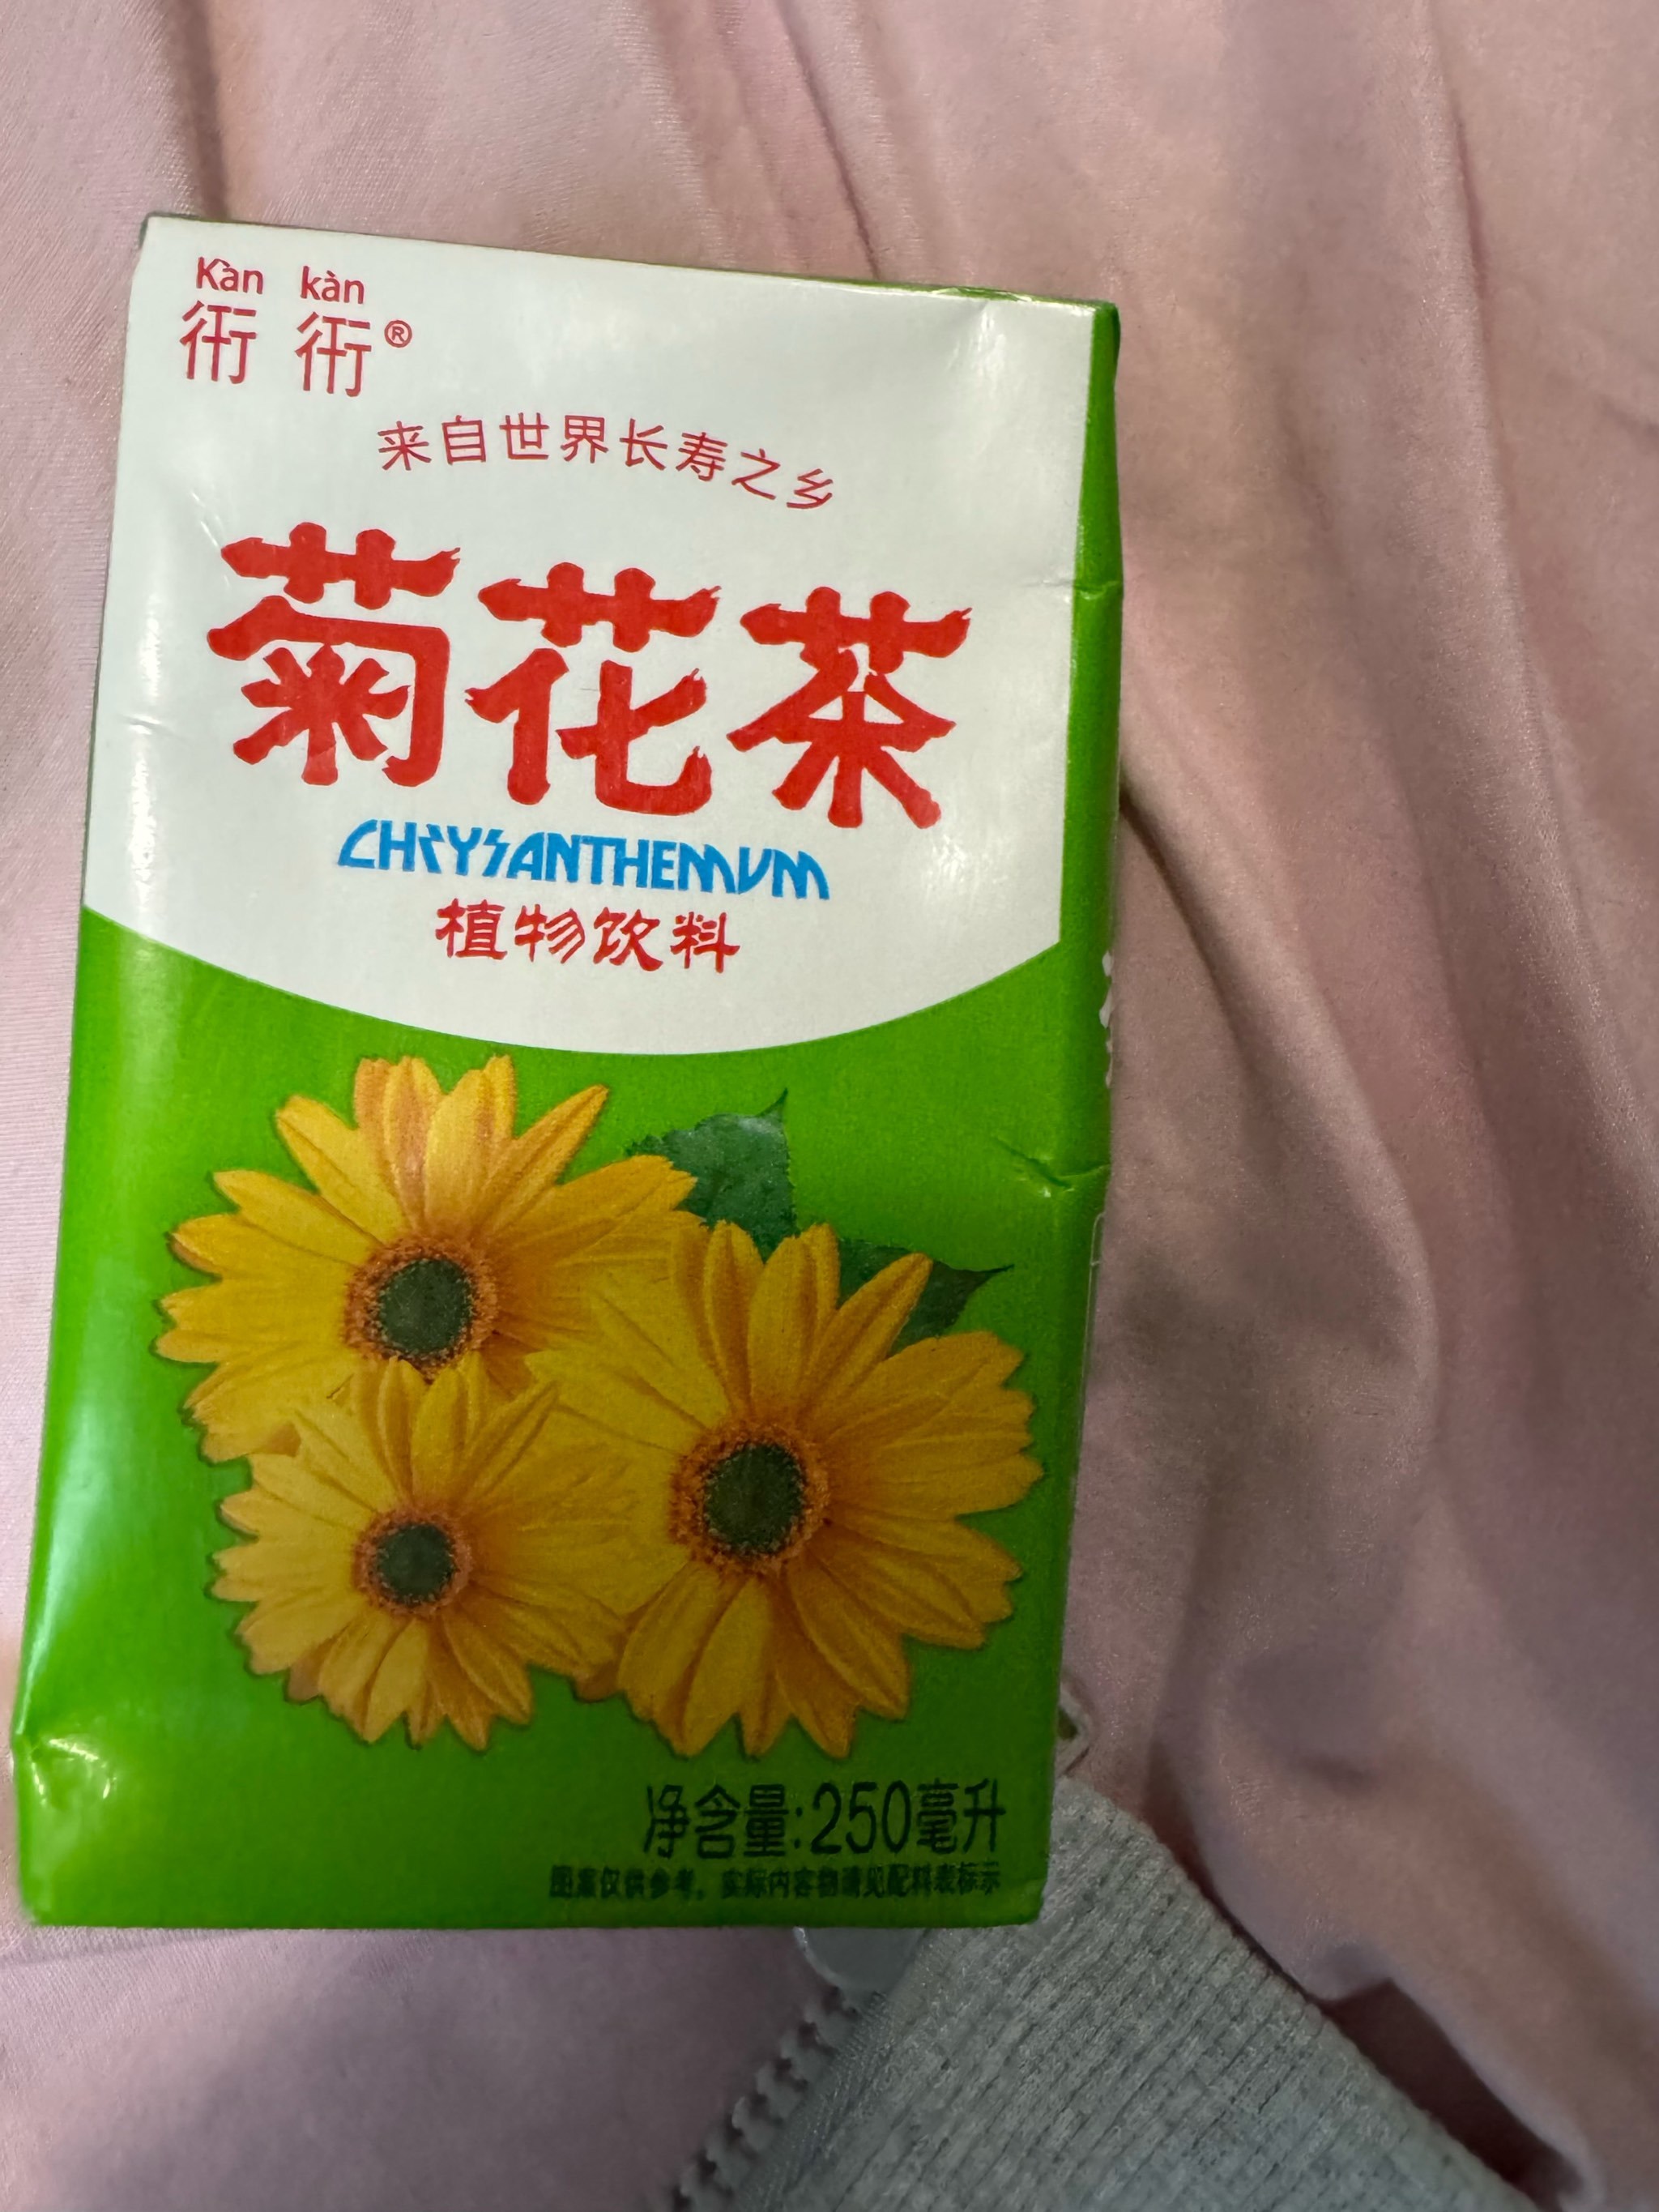 Kàn kàn
衎衎®
来自世界长寿之乡
菊花茶
CHRYSANTHEMUM
植物饮料
净含量:250毫升
图案仅供参考，实际内容物请见配料表标示